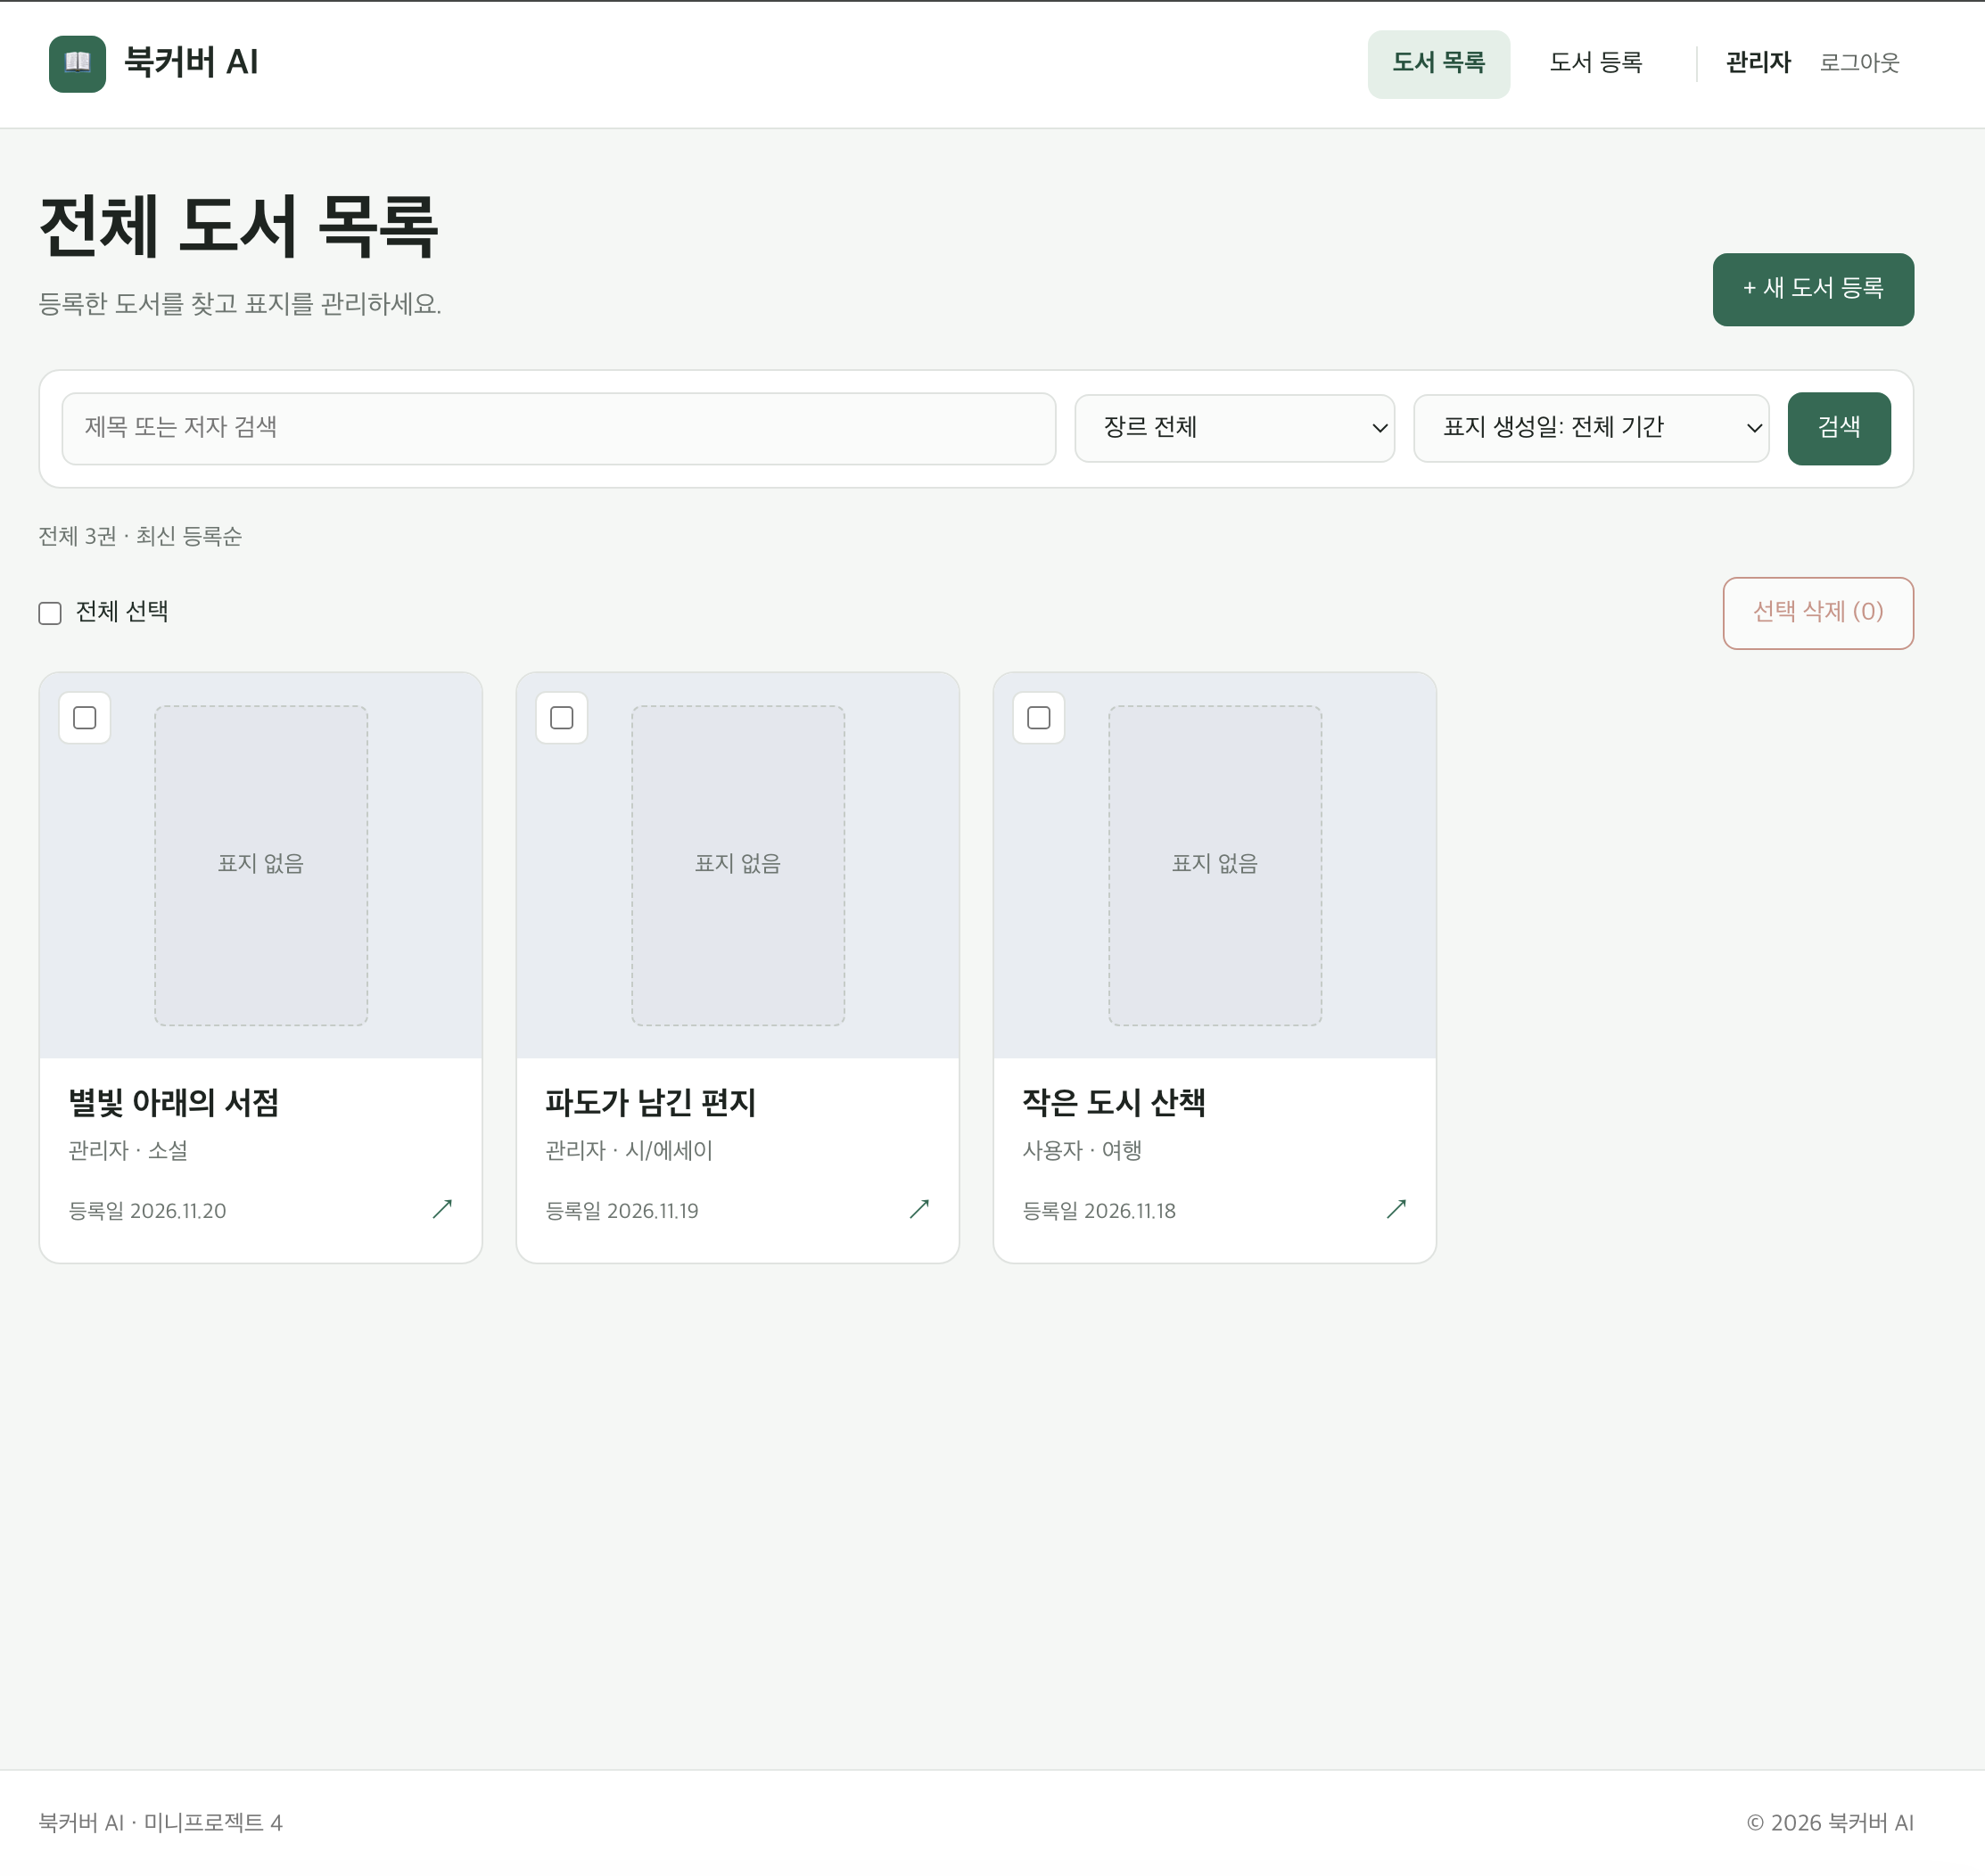 북커버 AI
도서 목록
도서 등록
관리자
로그아웃
전체 도서 목록
등록한 도서를 찾고 표지를 관리하세요.
+ 새 도서 등록
제목 또는 저자 검색
장르 전체
표지 생성일: 전체 기간
검색
전체 3권 · 최신 등록순
전체 선택
선택 삭제 (0)
표지 없음
별빛 아래의 서점
관리자 · 소설
등록일 2026.11.20
표지 없음
파도가 남긴 편지
관리자 · 시/에세이
등록일 2026.11.19
표지 없음
작은 도시 산책
사용자 · 여행
등록일 2026.11.18
북커버 AI · 미니프로젝트 4
© 2026 북커버 AI